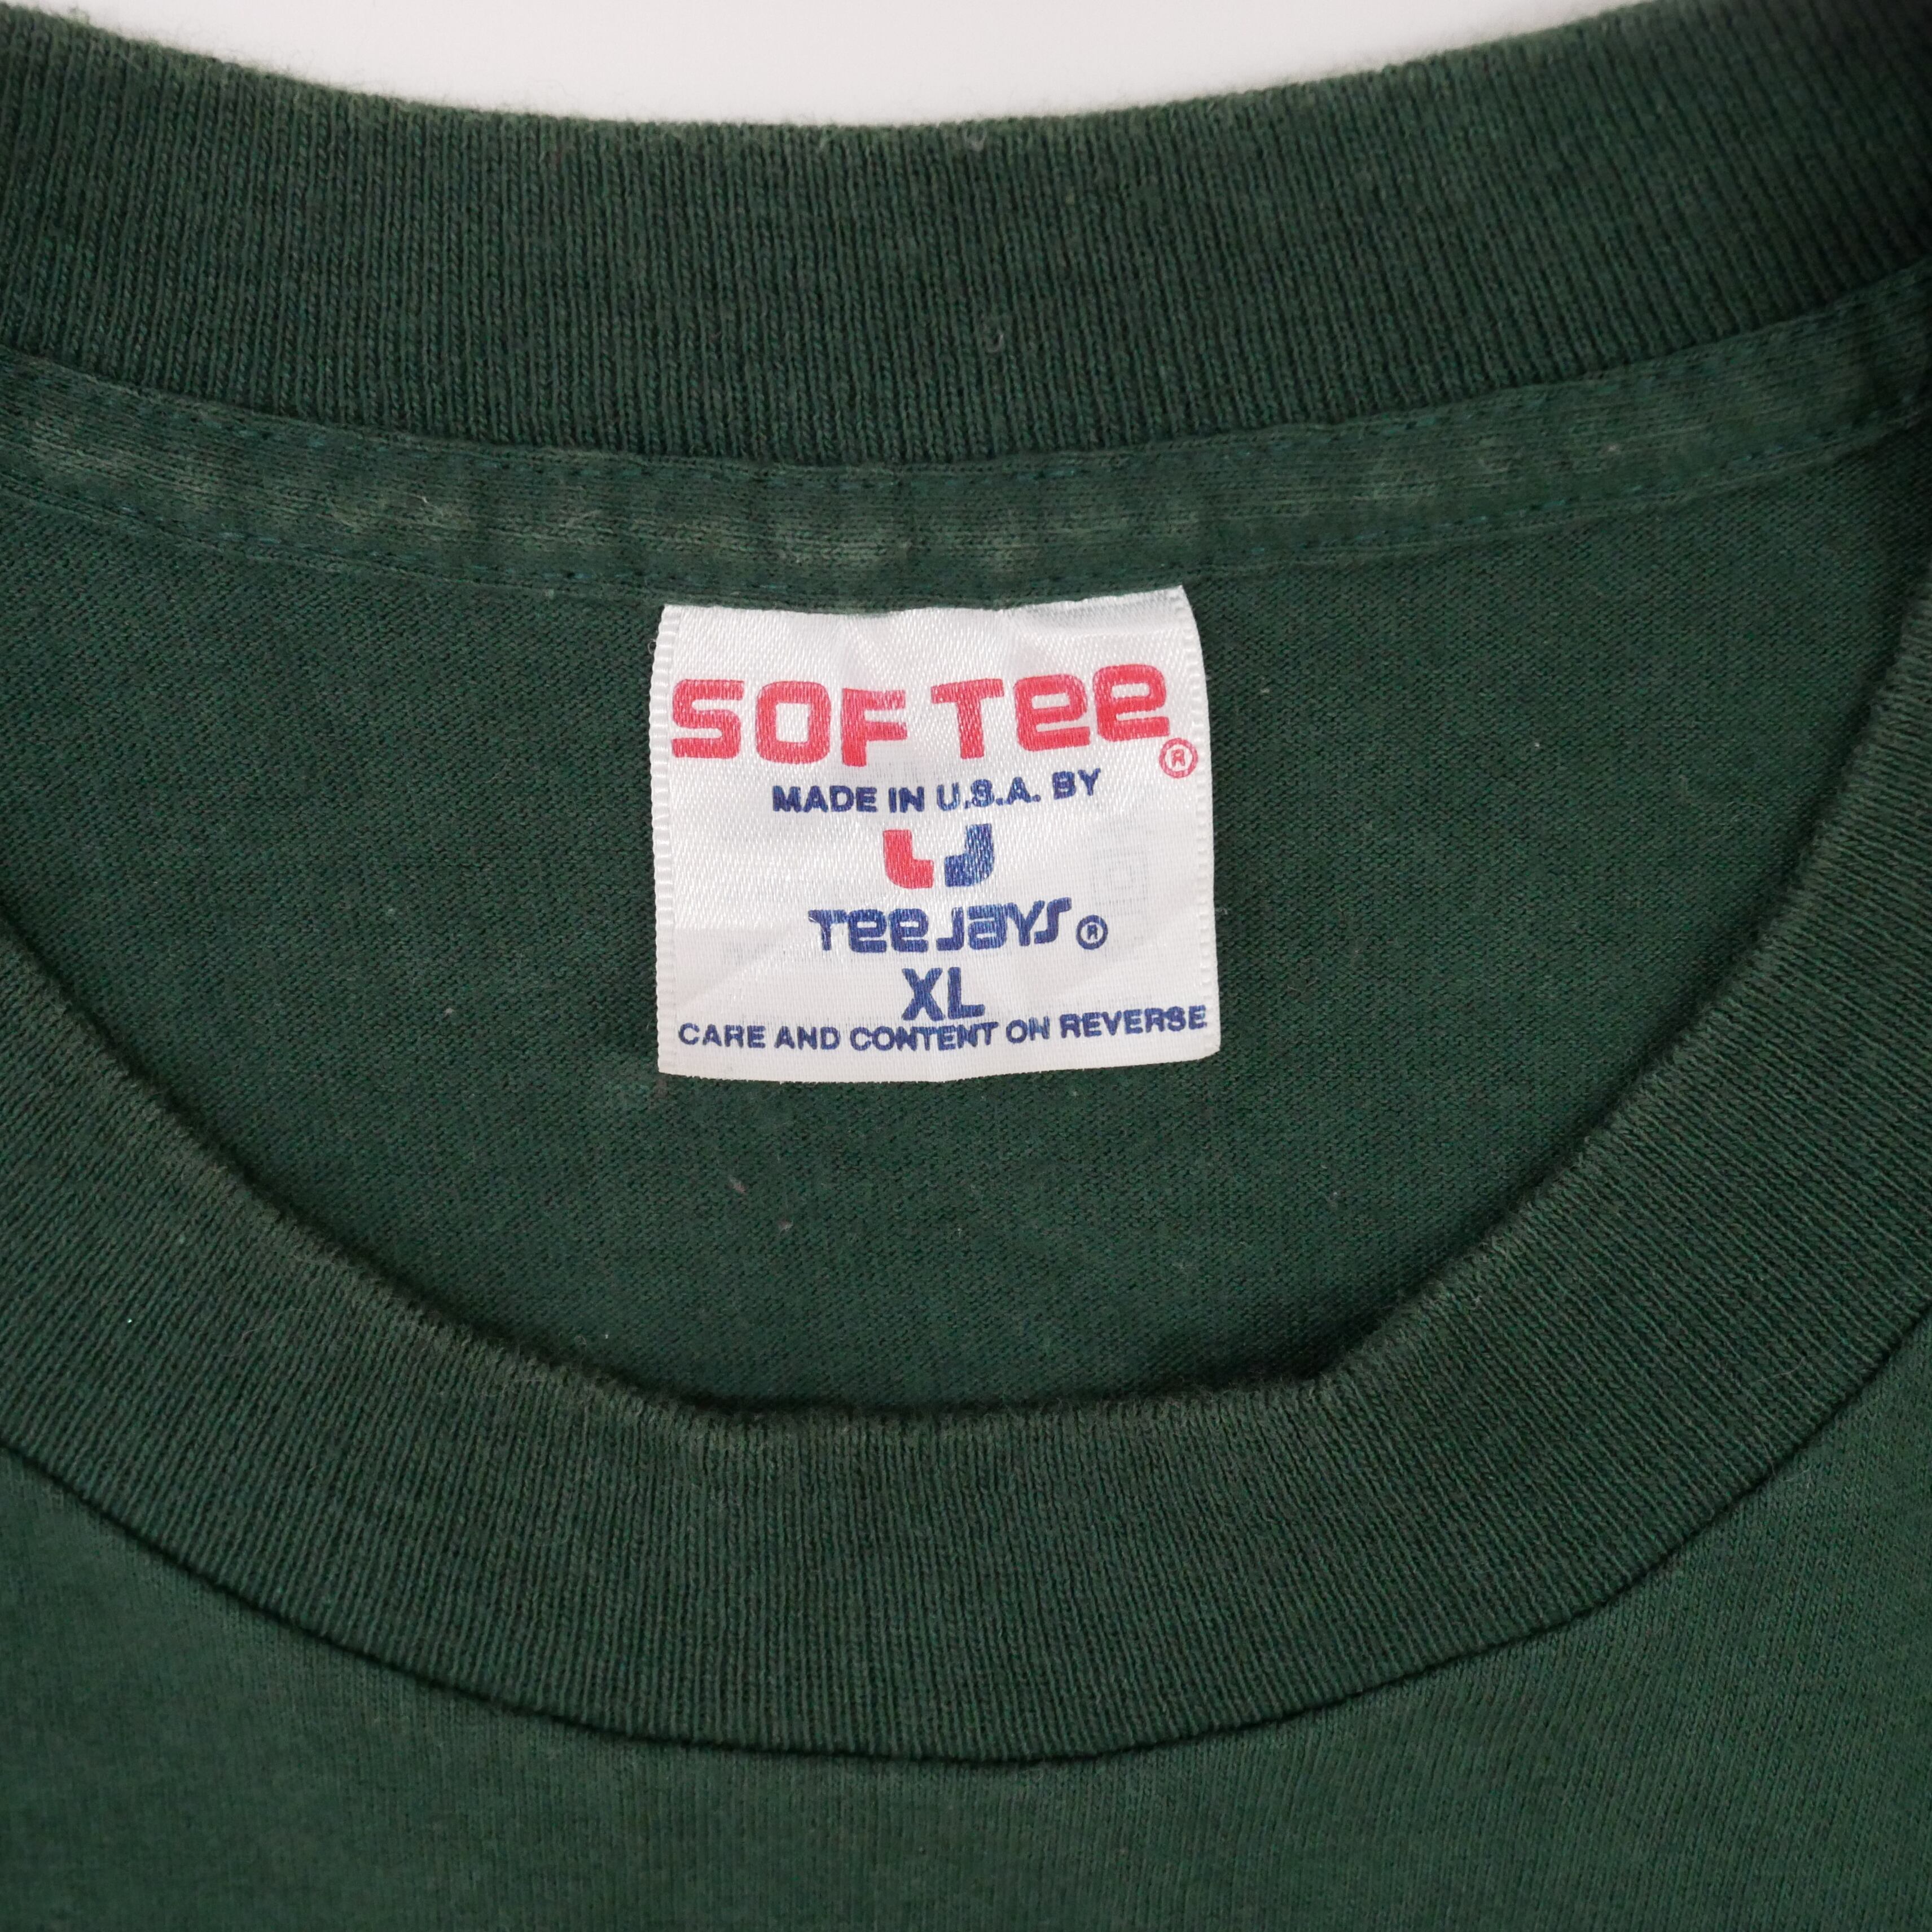 SOF TEE ®
MADE IN U.S.A. BY
TEE JAYS ®
XL
CARE AND CONTENT ON REVERSE